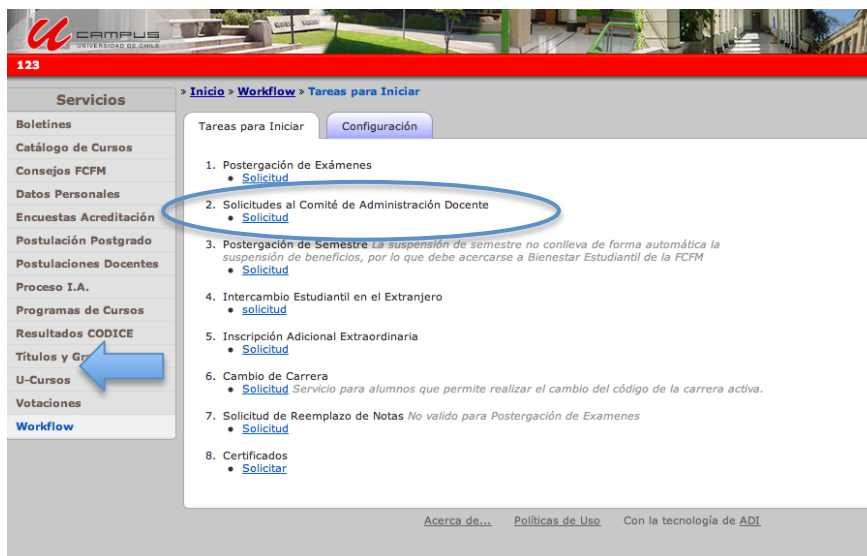 U CAMPUS
UNIVERSIDAD DE CHILE
123
Servicios
Boletines
Catálogo de Cursos
Consejos FCFM
Datos Personales
Encuestas Acreditación
Postulación Postgrado
Postulaciones Docentes
Proceso I.A.
Programas de Cursos
Resultados CODICE
Títulos y
U-Cursos
Votaciones
Workflow
» Inicio » Workflow » Tareas para Iniciar
Tareas para Iniciar
Configuración
1. Postergación de Exámenes
• Solicitud
2. Solicitudes al Comité de Administración Docente
• Solicitud
3. Postergación de Semestre La suspensión de semestre no conlleva de forma automática la
suspensión de beneficios, por lo que debe acercarse a Bienestar Estudiantil de la FCFM
• Solicitud
4. Intercambio Estudiantil en el Extranjero
• solicitud
5. Inscripción Adicional Extraordinaria
• Solicitud
6. Cambio de Carrera
• Solicitud Servicio para alumnos que permite realizar el cambio del código de la carrera activa.
7. Solicitud de Reemplazo de Notas No valido para Postergación de Examenes
• Solicitud
8. Certificados
• Solicitar
Acerca de... Políticas de Uso Con la tecnología de ADI